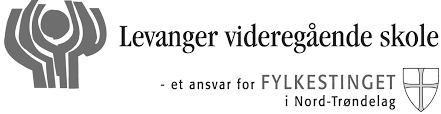 Levanger videregående skole
- et ansvar for FYLKESTINGET
i Nord-Trøndelag